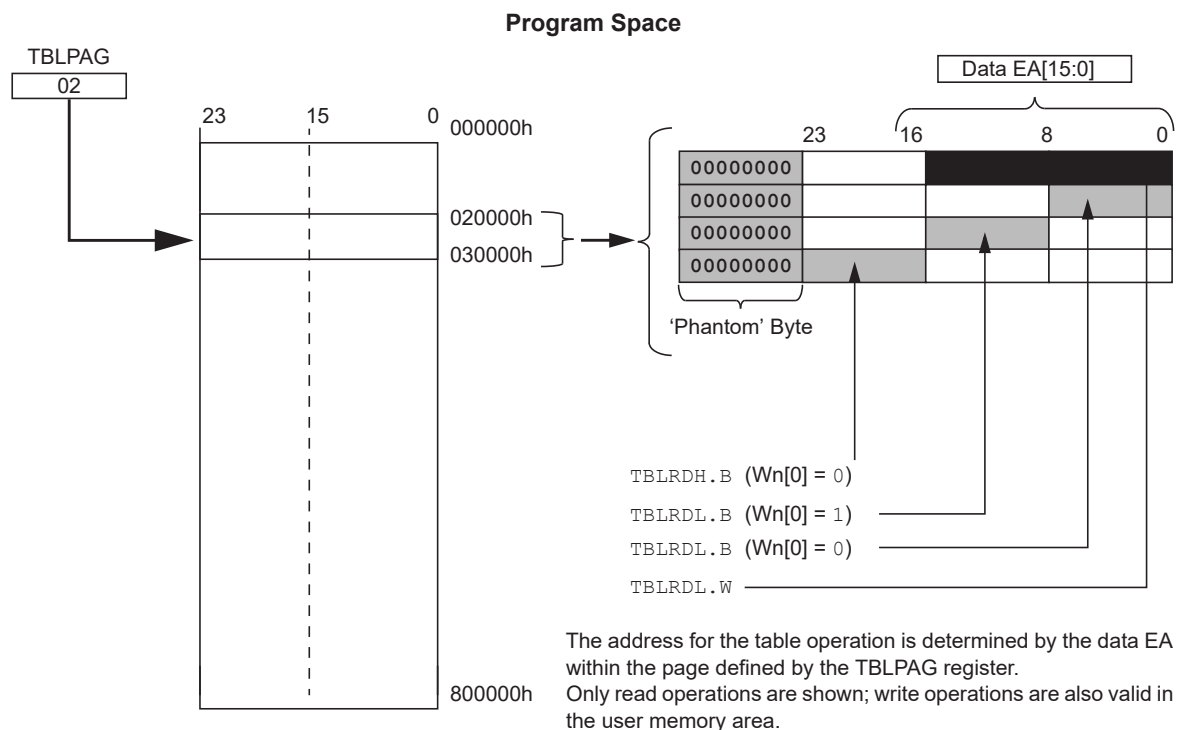 Program Space
TBLPAG
02
Data EA[15:0]
23 15 0
000000h
020000h
030000h
800000h
23 16 8 0
00000000
00000000
00000000
00000000
‘Phantom’ Byte
TBLRDH.B (Wn[0] = 0)
TBLRDL.B (Wn[0] = 1)
TBLRDL.B (Wn[0] = 0)
TBLRDL.W
The address for the table operation is determined by the data EA
within the page defined by the TBLPAG register.
Only read operations are shown; write operations are also valid in
the user memory area.